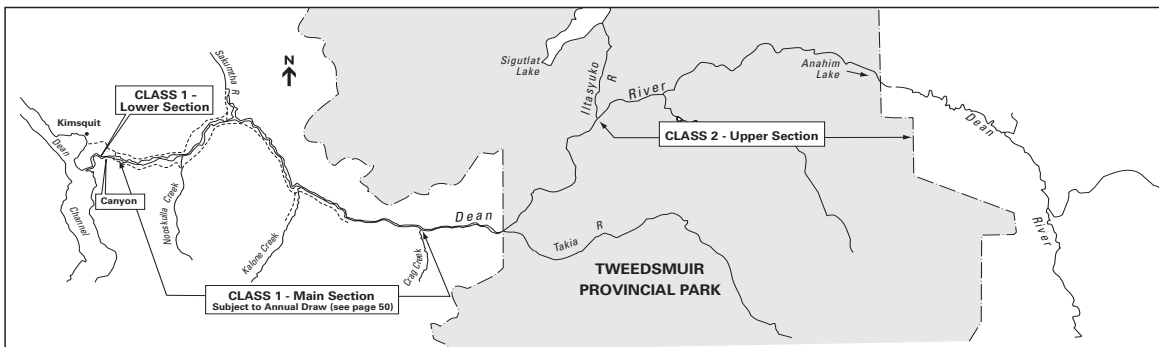 Sakumtha R
N
Sigutlat
Lake
Iltasyuko
R
River
Anahim
Lake
CLASS 1 -
Lower Section
Kimsquit
Dean
Channel
Canyon
Nooskulla Creek
Kalone Creek
CLASS 2 - Upper Section
Dean
River
Dean
Takia R
Crag Creek
TWEEDSMUIR
PROVINCIAL PARK
CLASS 1 - Main Section
Subject to Annual Draw (see page 50)